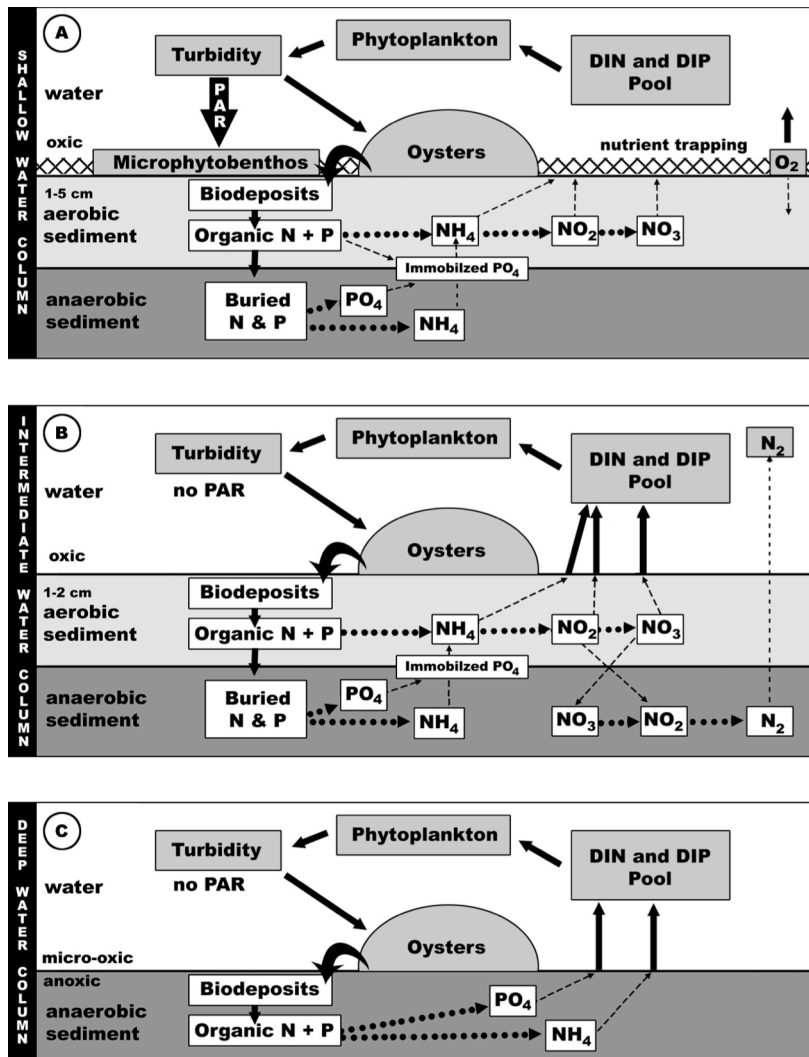 SHALLOW WATER COLUMN
A
Turbidity
Phytoplankton
DIN and DIP
Pool
water
PAR
oxic
Microphytobenthos
Oysters
nutrient trapping
O2
1-5 cm
aerobic
sediment
Biodeposits
Organic N + P
NH4
NO2
NO3
Immobilzed PO4
anaerobic
sediment
Buried
N & P
PO4
NH4
INTERMEDIATE WATER COLUMN
B
Turbidity
no PAR
Phytoplankton
DIN and DIP
Pool
N2
water
oxic
Oysters
1-2 cm
aerobic
sediment
Biodeposits
Organic N + P
NH4
NO2
NO3
Immobilzed PO4
anaerobic
sediment
Buried
N & P
PO4
NH4
NO3
NO2
N2
DEEP WATER COLUMN
C
Turbidity
no PAR
Phytoplankton
DIN and DIP
Pool
water
micro-oxic
Oysters
anoxic
anaerobic
sediment
Biodeposits
Organic N + P
PO4
NH4